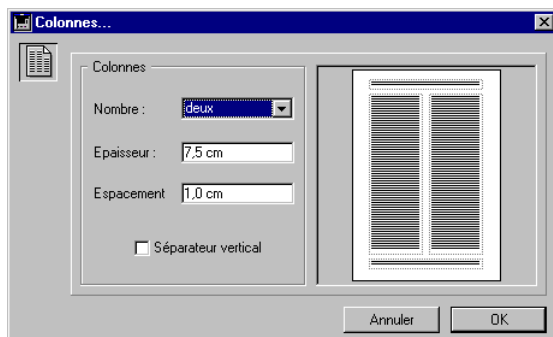 Colonnes...
Colonnes
Nombre : deux
Epaisseur : 7,5 cm
Espacement 1,0 cm
Séparateur vertical
Annuler OK